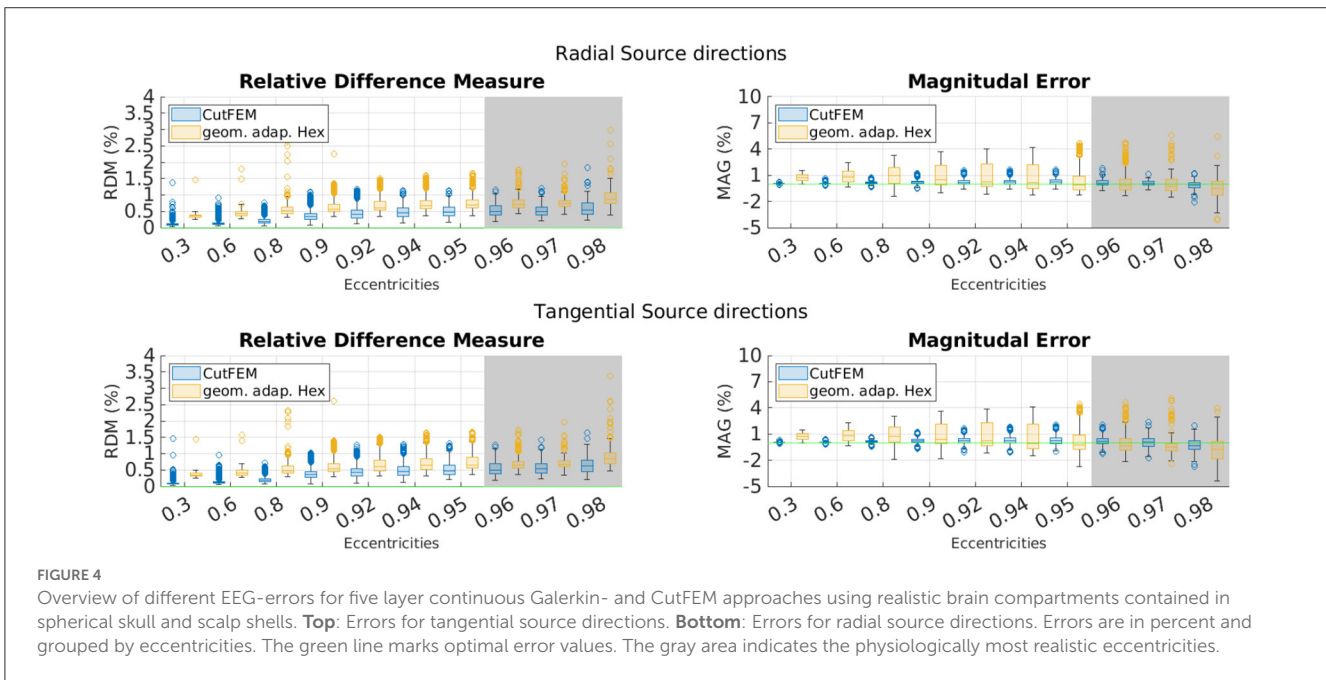 Radial Source directions
Relative Difference Measure
4
3.5
3
2.5
2
1.5
1
0.5
0
RDM (%)
CutFEM
geom. adap. Hex
0.3
0.6
0.8
0.9
0.92
0.94
0.95
0.96
0.97
0.98
Eccentricities
Magnitudal Error
10
7
4
1
-5
MAG (%)
CutFEM
geom. adap. Hex
0.3
0.6
0.8
0.9
0.92
0.94
0.95
0.96
0.97
0.98
Eccentricities
Tangential Source directions
Relative Difference Measure
4
3.5
3
2.5
2
1.5
1
0.5
0
RDM (%)
CutFEM
geom. adap. Hex
0.3
0.6
0.8
0.9
0.92
0.94
0.95
0.96
0.97
0.98
Eccentricities
Magnitudal Error
10
7
4
1
-5
MAG (%)
CutFEM
geom. adap. Hex
0.3
0.6
0.8
0.9
0.92
0.94
0.95
0.96
0.97
0.98
Eccentricities
FIGURE 4
Overview of different EEG-errors for five layer continuous Galerkin- and CutFEM approaches using realistic brain compartments contained in
spherical skull and scalp shells. Top: Errors for tangential source directions. Bottom: Errors for radial source directions. Errors are in percent and
grouped by eccentricities. The green line marks optimal error values. The gray area indicates the physiologically most realistic eccentricities.